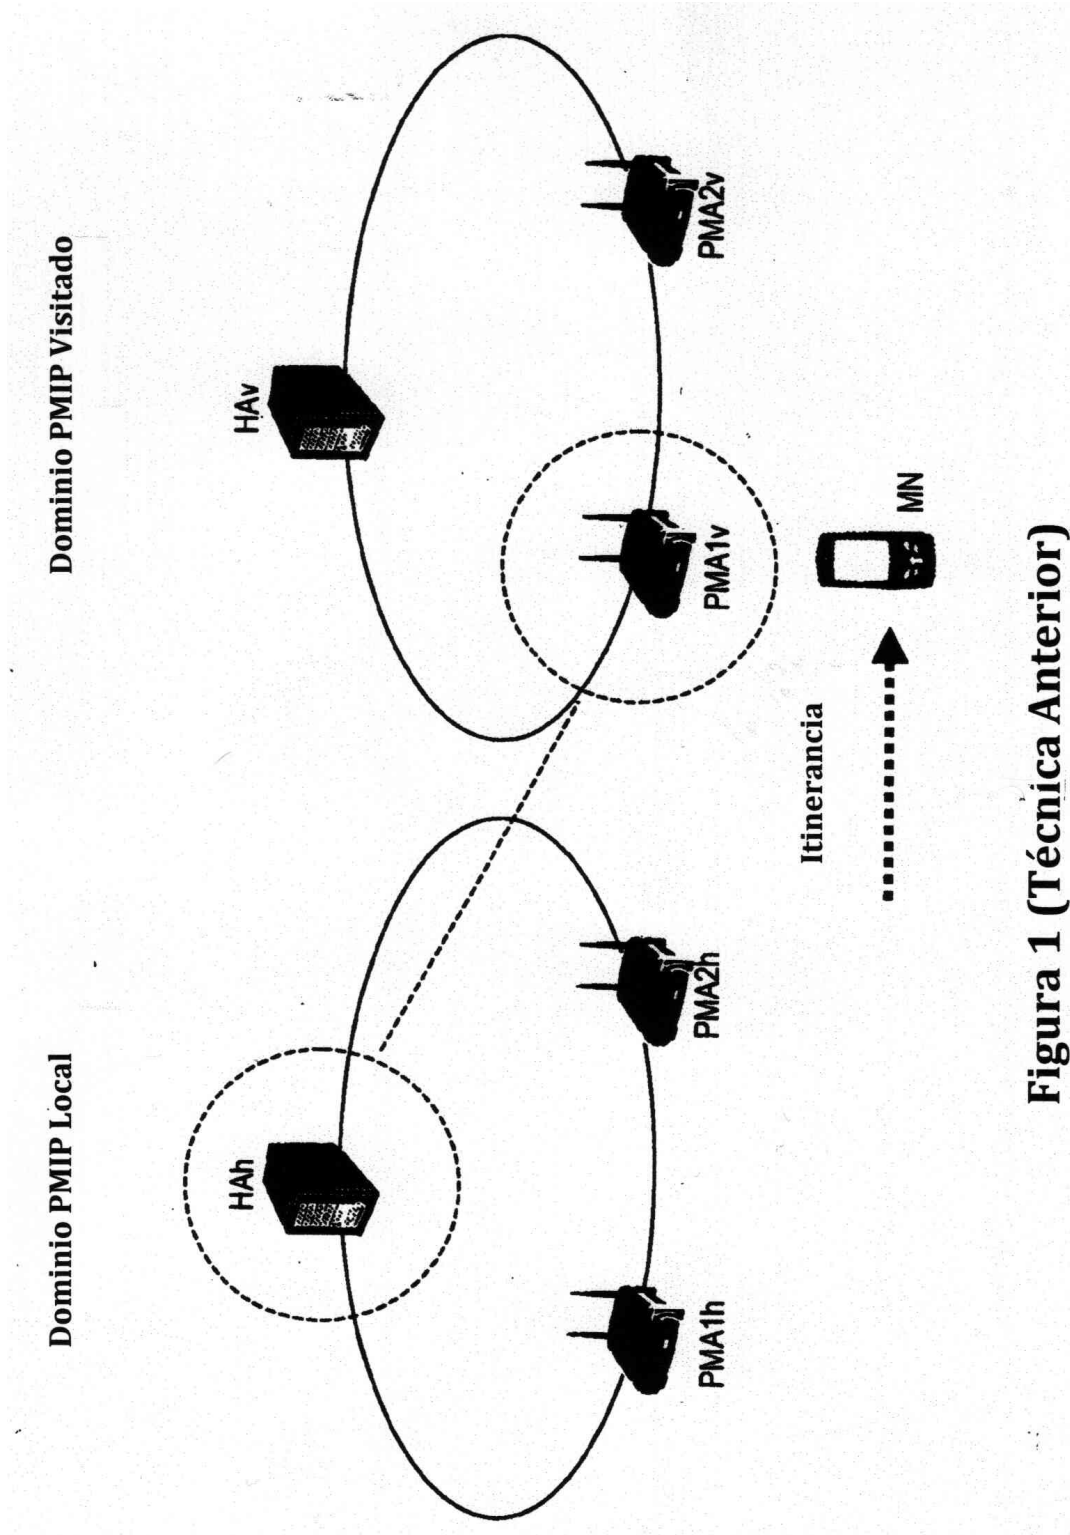 Dominio PMIP Local
Dominio PMIP Visitado
HAh
HAv
PMA1h
PMA2h
PMA1v
PMA2v
Itinerancia
MN
Figura 1 (Técnica Anterior)